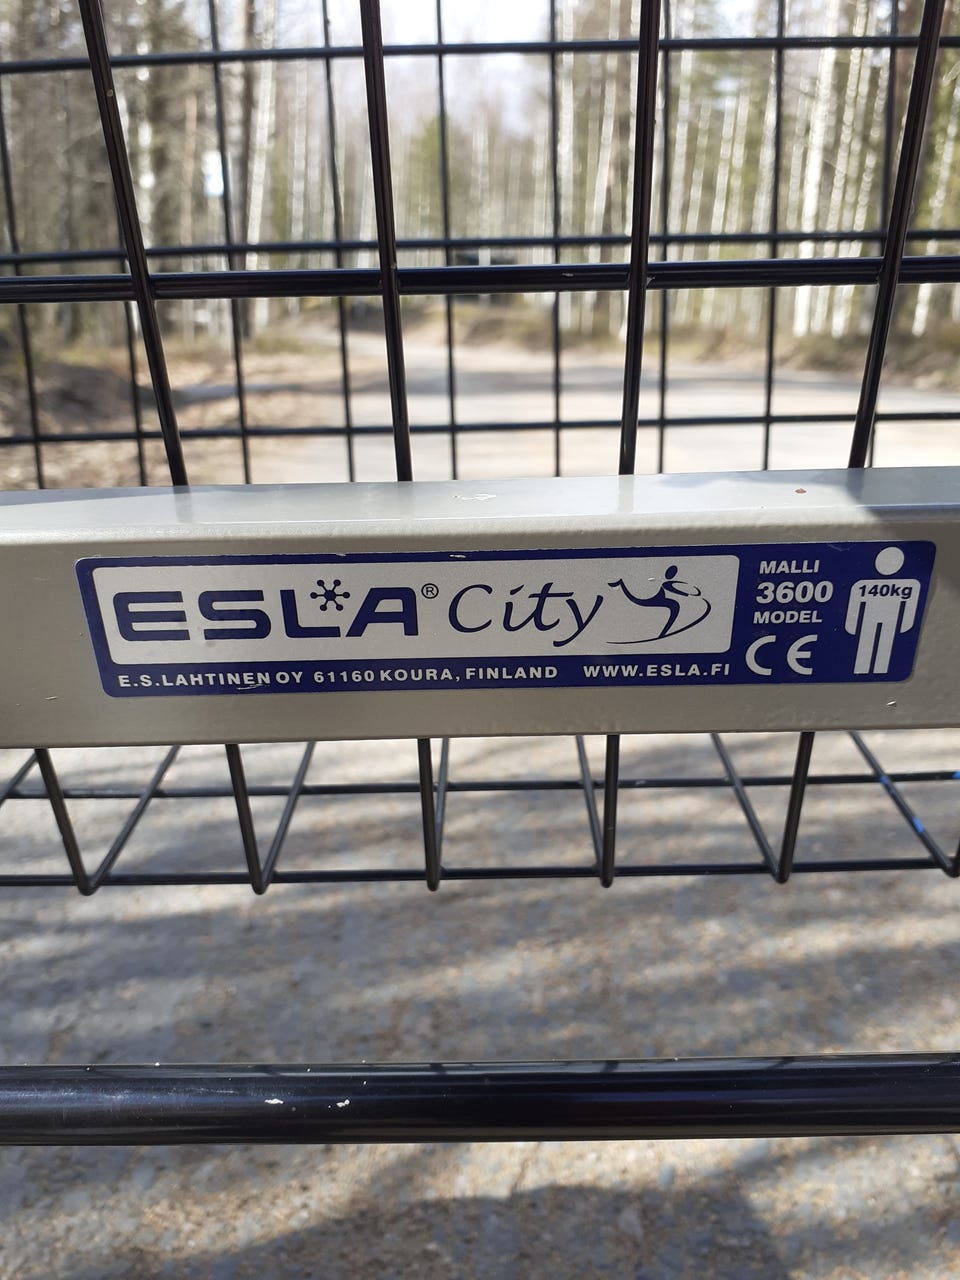 ESLA® City
E.S.LAHTINEN OY 61160 KOURA, FINLAND WWW.ESLA.FI
MALLI
3600
MODEL
CE
140kg